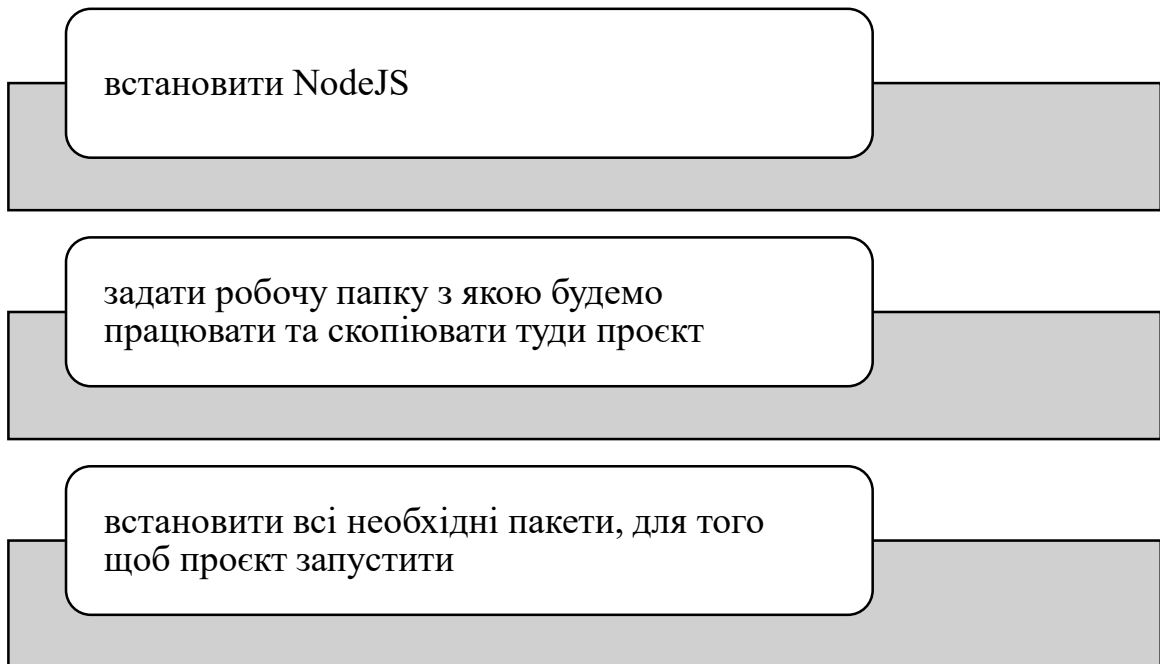 встановити NodeJS
задати робочу папку з якою будемо
працювати та скопіювати туди проєкт
встановити всі необхідні пакети, для того
щоб проєкт запустити